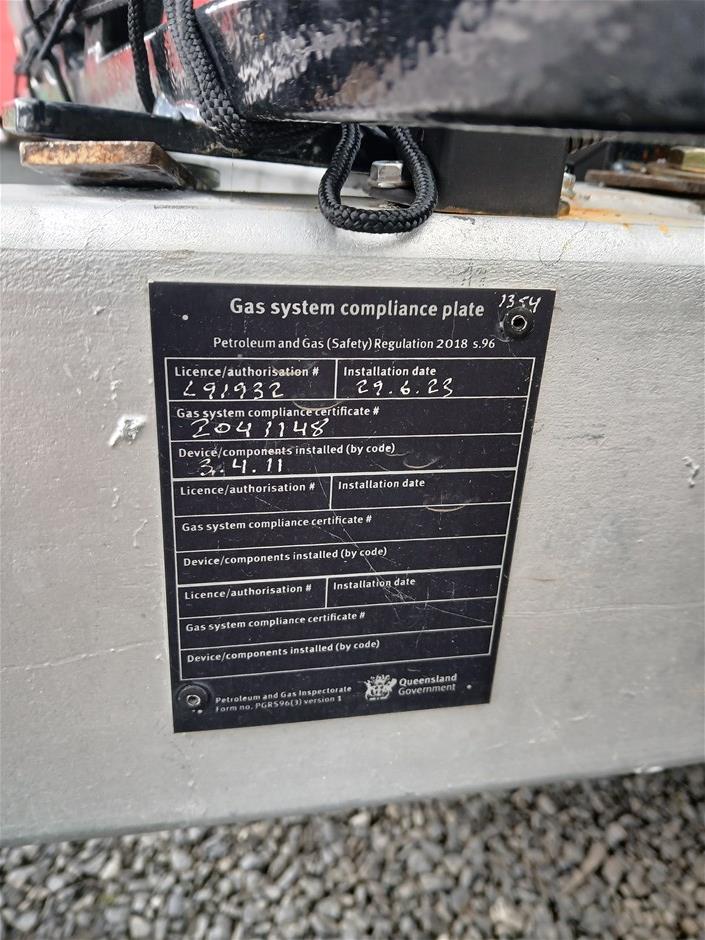 Gas system compliance plate 1354
Petroleum and Gas (Safety) Regulation 2018 s.96
Licence/authorisation # Installation date
L91932 29.6.23
Gas system compliance certificate #
2041148
Device/components installed (by code)
3.4.11
Licence/authorisation # Installation date
Gas system compliance certificate #
Device/components installed (by code)
Licence/authorisation # Installation date
Gas system compliance certificate #
Device/components installed (by code)
Petroleum and Gas Inspectorate
Form no. PGRS96(3) version 1
Queensland
Government